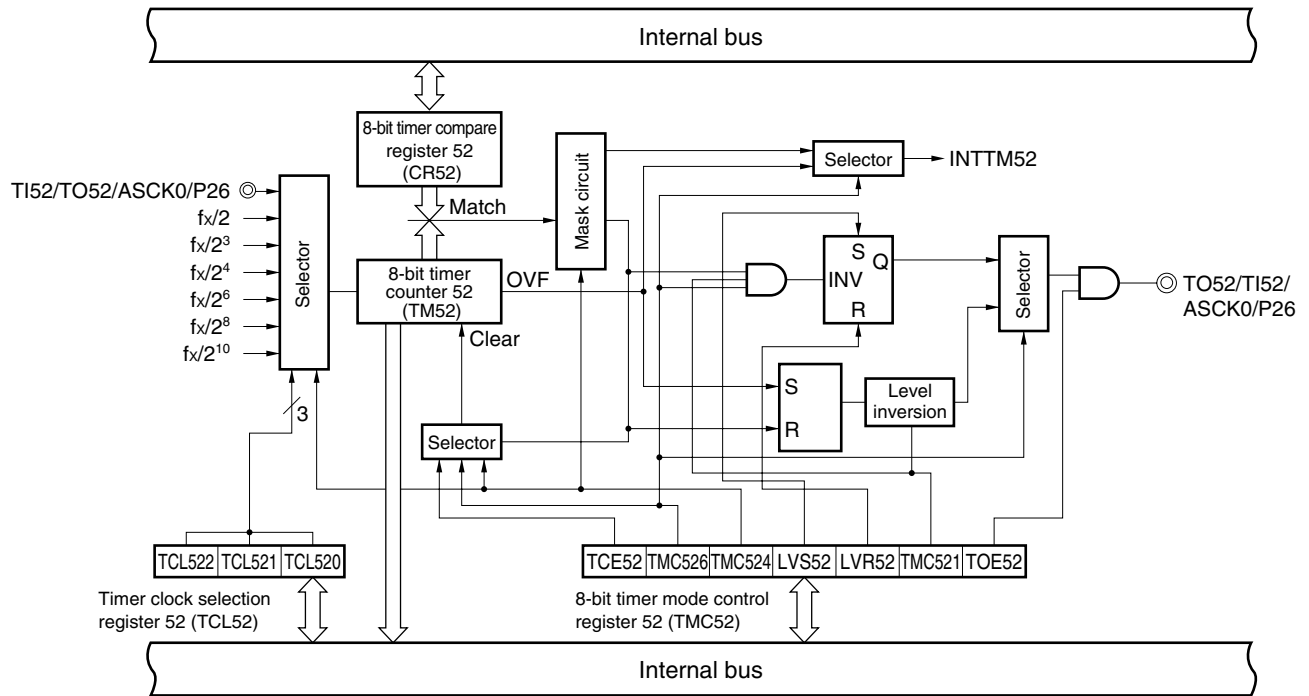 Internal bus
8-bit timer compare
register 52
(CR52)
Mask circuit
Selector
INTTM52
TI52/TO52/ASCK0/P26
fx/2
fx/2³
fx/2⁴
fx/2⁶
fx/2⁸
fx/2¹⁰
Selector
Match
8-bit timer
counter 52
(TM52)
OVF
Clear
S
Q
INV
R
Selector
TO52/TI52/
ASCK0/P26
3
Selector
S
R
Level
inversion
TCL522
TCL521
TCL520
TCE52
TMC526
TMC524
LVS52
LVR52
TMC521
TOE52
Timer clock selection
register 52 (TCL52)
8-bit timer mode control
register 52 (TMC52)
Internal bus